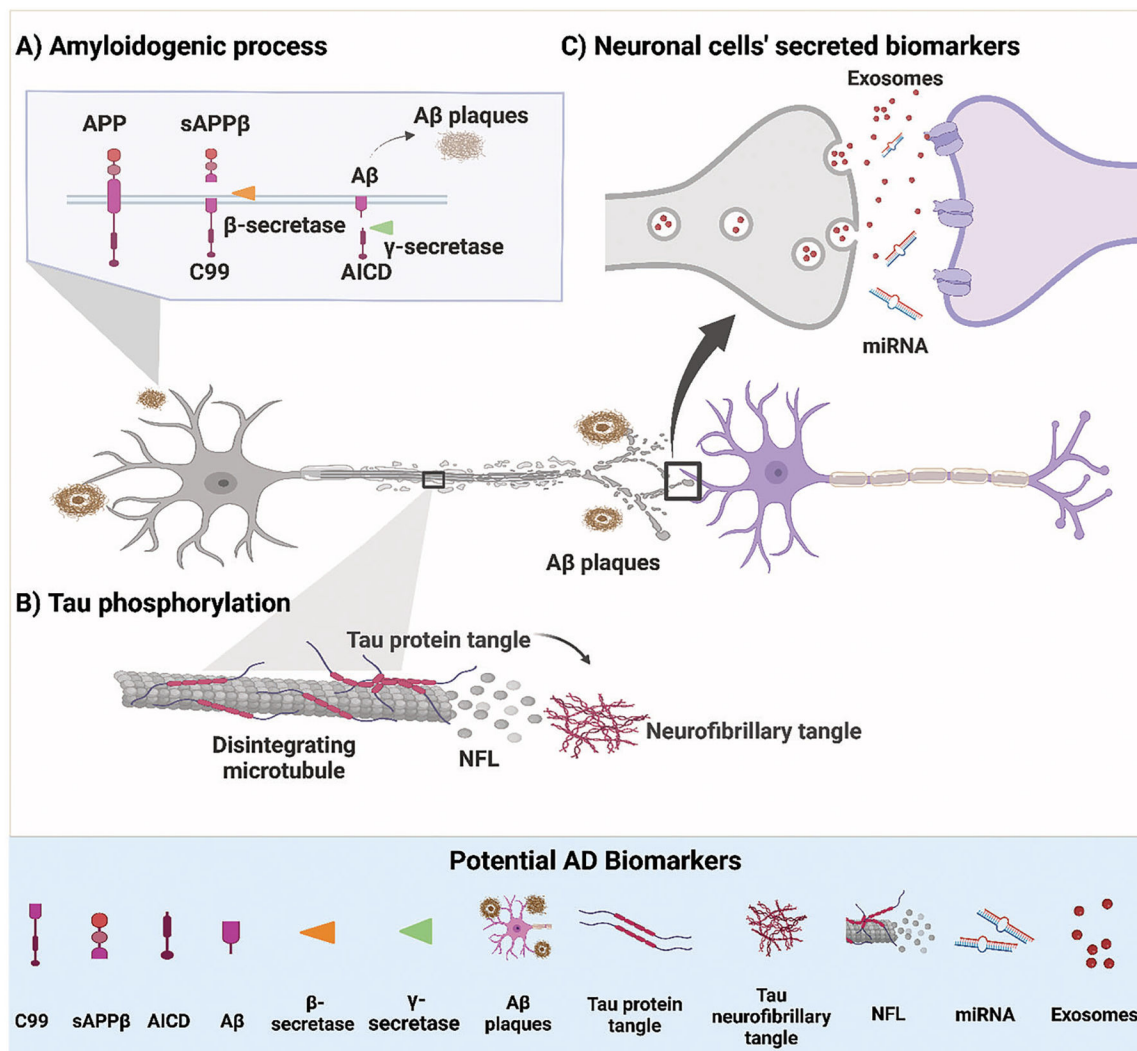 A) Amyloidogenic process
APP
sAPPβ
Aβ plaques
Aβ
β-secretase
γ-secretase
C99
AICD
C) Neuronal cells' secreted biomarkers
Exosomes
miRNA
Aβ plaques
B) Tau phosphorylation
Tau protein tangle
Disintegrating
microtubule
NFL
Neurofibrillary tangle
Potential AD Biomarkers
C99
sAPPβ
AICD
Aβ
β-
secretase
γ-
secretase
Aβ
plaques
Tau protein
tangle
Tau
neurofibrillary
tangle
NFL
miRNA
Exosomes